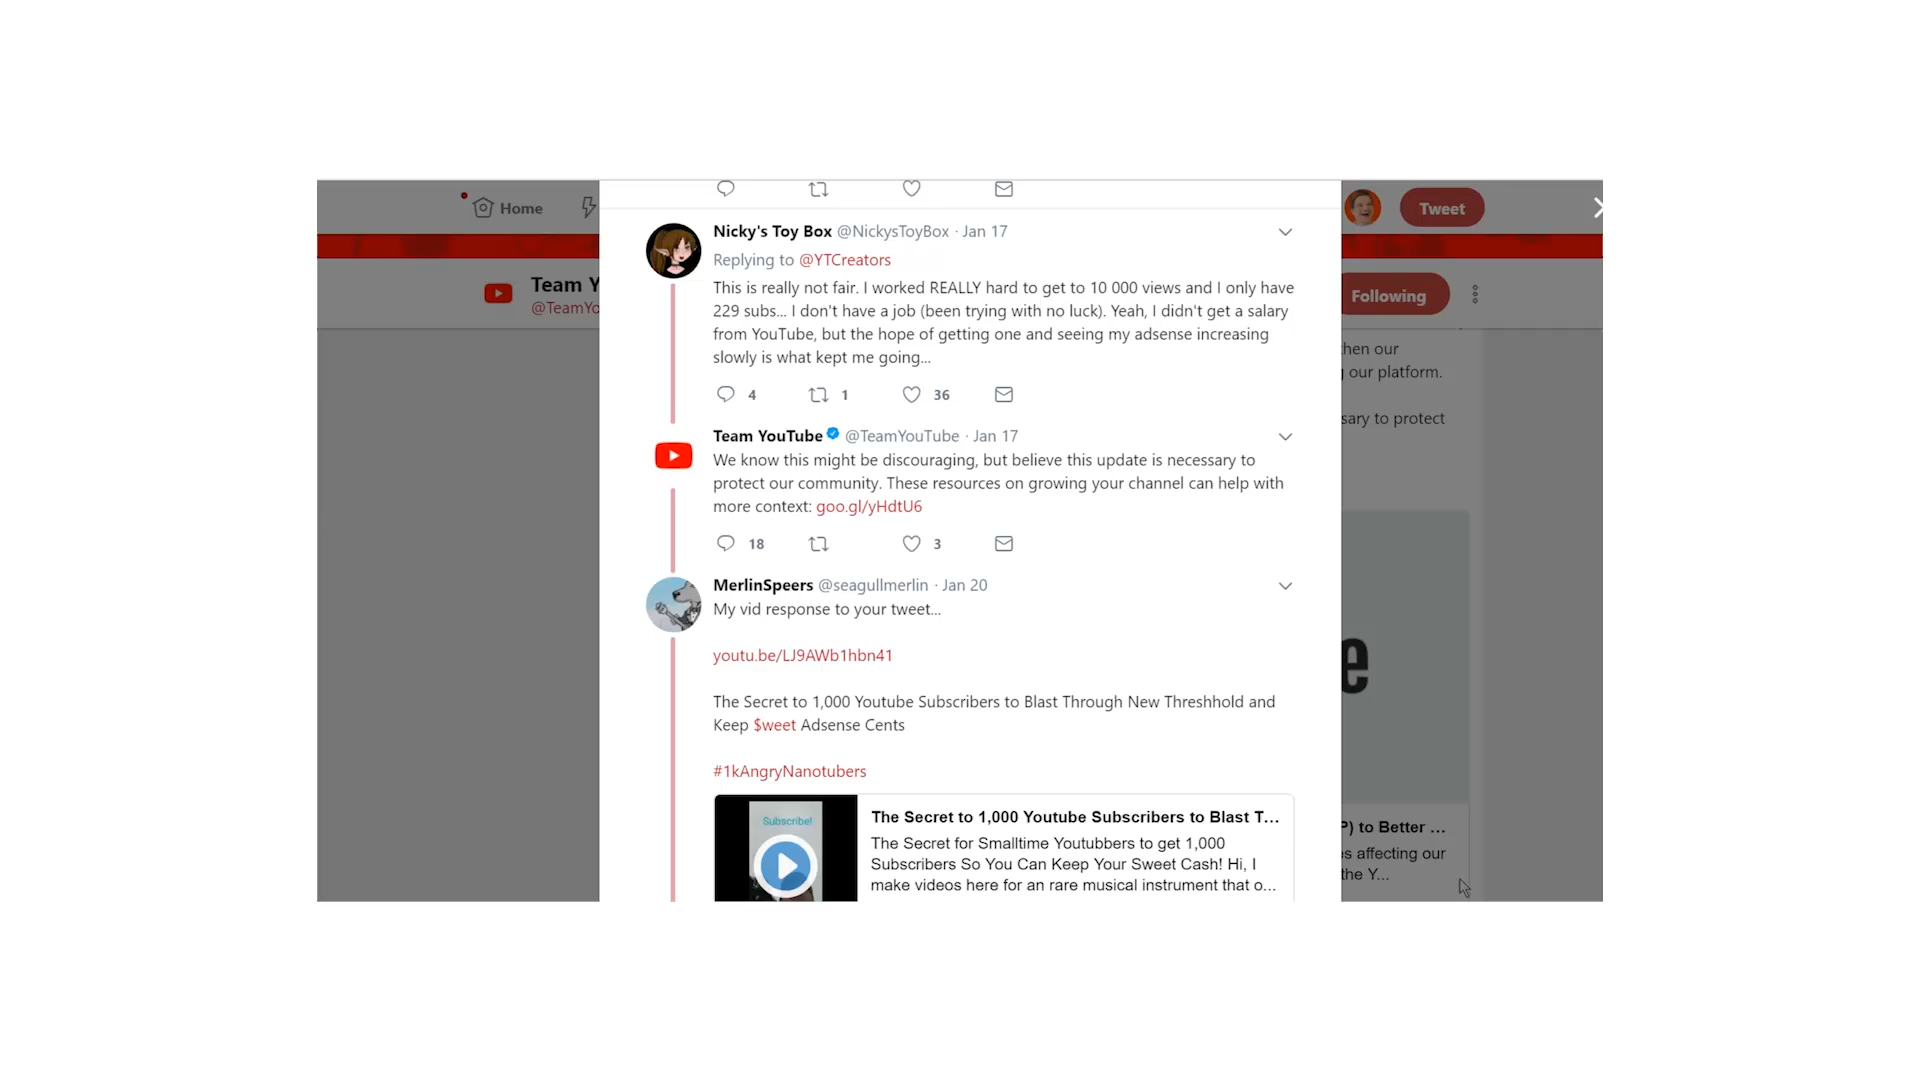 Home
Tweet
Nicky's Toy Box @NickysToyBox · Jan 17
Replying to @YTCreators
This is really not fair. I worked REALLY hard to get to 10 000 views and I only have
229 subs... I don't have a job (been trying with no luck). Yeah, I didn't get a salary
from YouTube, but the hope of getting one and seeing my adsense increasing
slowly is what kept me going...
4 1 36
Team Y
@TeamYo
Following
Team YouTube @TeamYouTube · Jan 17
We know this might be discouraging, but believe this update is necessary to
protect our community. These resources on growing your channel can help with
more context: goo.gl/yHdtU6
18 3
MerlinSpeers @seagullmerlin · Jan 20
My vid response to your tweet...
youtu.be/LJ9AWb1hbn41
The Secret to 1,000 Youtube Subscribers to Blast Through New Threshhold and
Keep $weet Adsense Cents
#1kAngryNanotubers
Subscribe!
The Secret to 1,000 Youtube Subscribers to Blast T...
The Secret for Smalltime Youtubbers to get 1,000
Subscribers So You Can Keep Your Sweet Cash! Hi, I
make videos here for an rare musical instrument that o...
hen our
our platform.
sary to protect
e
P) to Better ...
s affecting our
the Y...